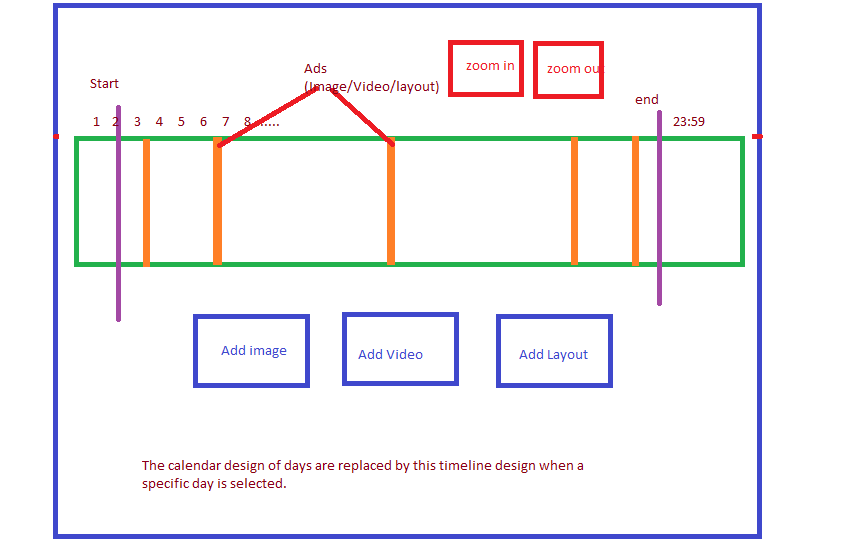 zoom in
zoom out
Ads
(Image/Video/layout)
Start
end
1 2 3 4 5 6 7 8 ......
23:59
Add image
Add Video
Add Layout
The calendar design of days are replaced by this timeline design when a
specific day is selected.